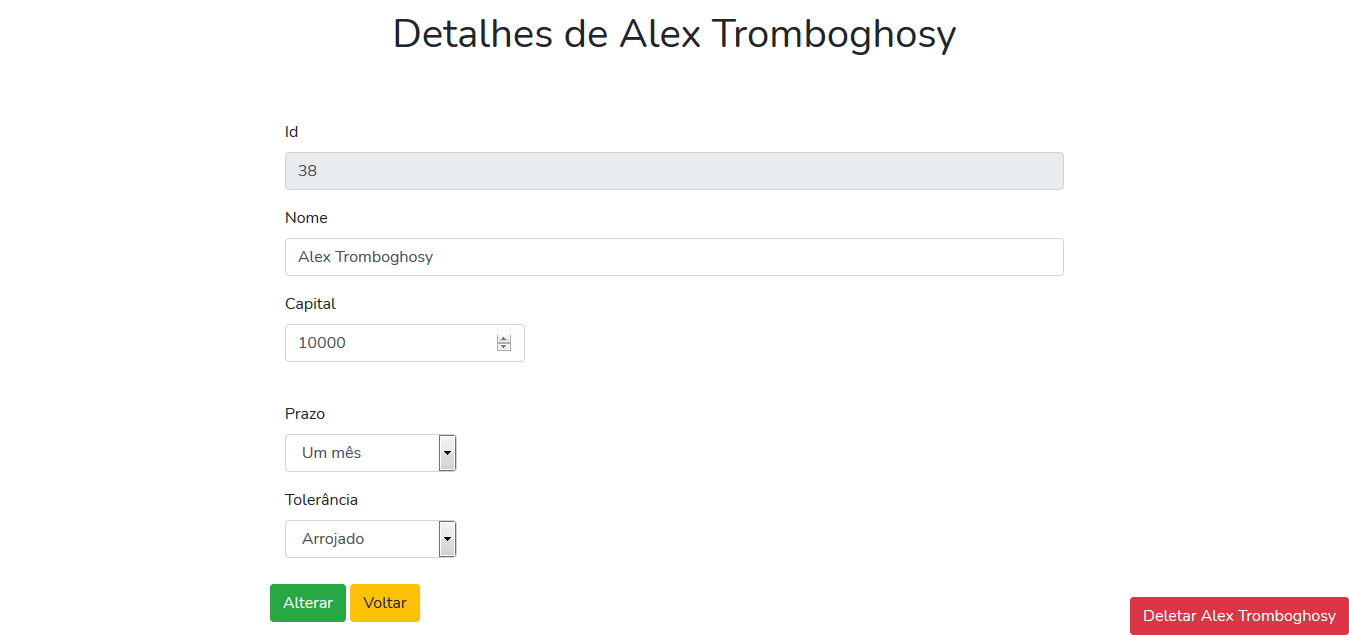 Detalhes de Alex Tromboghosy
Id
38
Nome
Alex Tromboghosy
Capital
10000
Prazo
Um mês
Tolerância
Arrojado
Alterar Voltar
Deletar Alex Tromboghosy